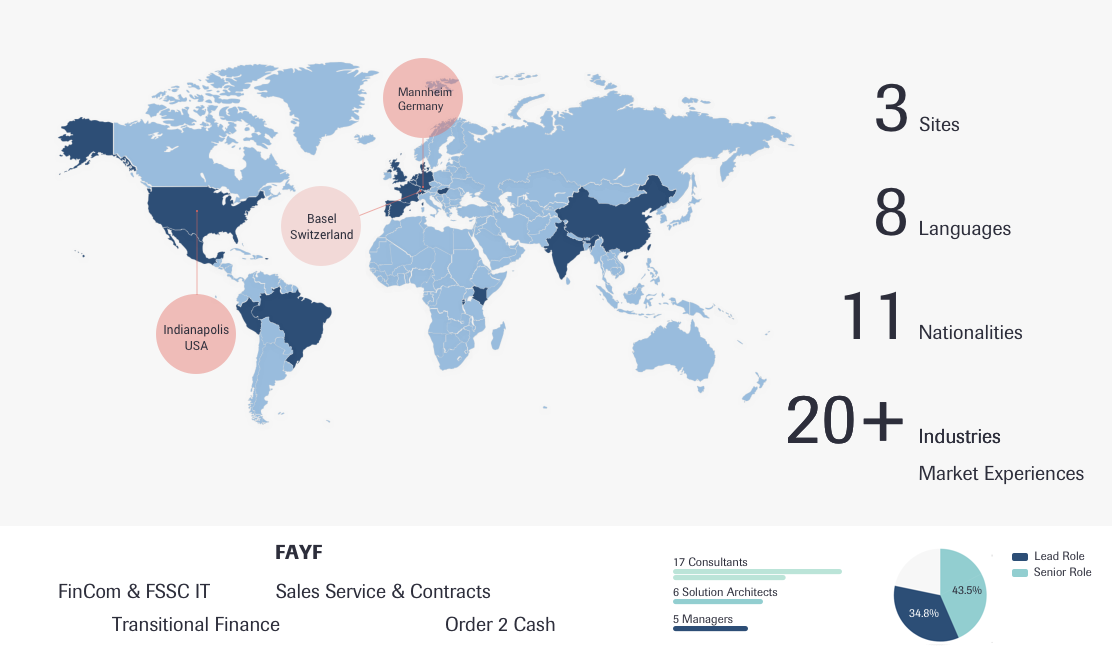 Mannheim
Germany
Basel
Switzerland
Indianapolis
USA
3 Sites
8 Languages
11 Nationalities
20+ Industries
Market Experiences
FAYF
FinCom & FSSC IT
Sales Service & Contracts
Transitional Finance
Order 2 Cash
17 Consultants
6 Solution Architects
5 Managers
43.5%
34.8%
Lead Role
Senior Role